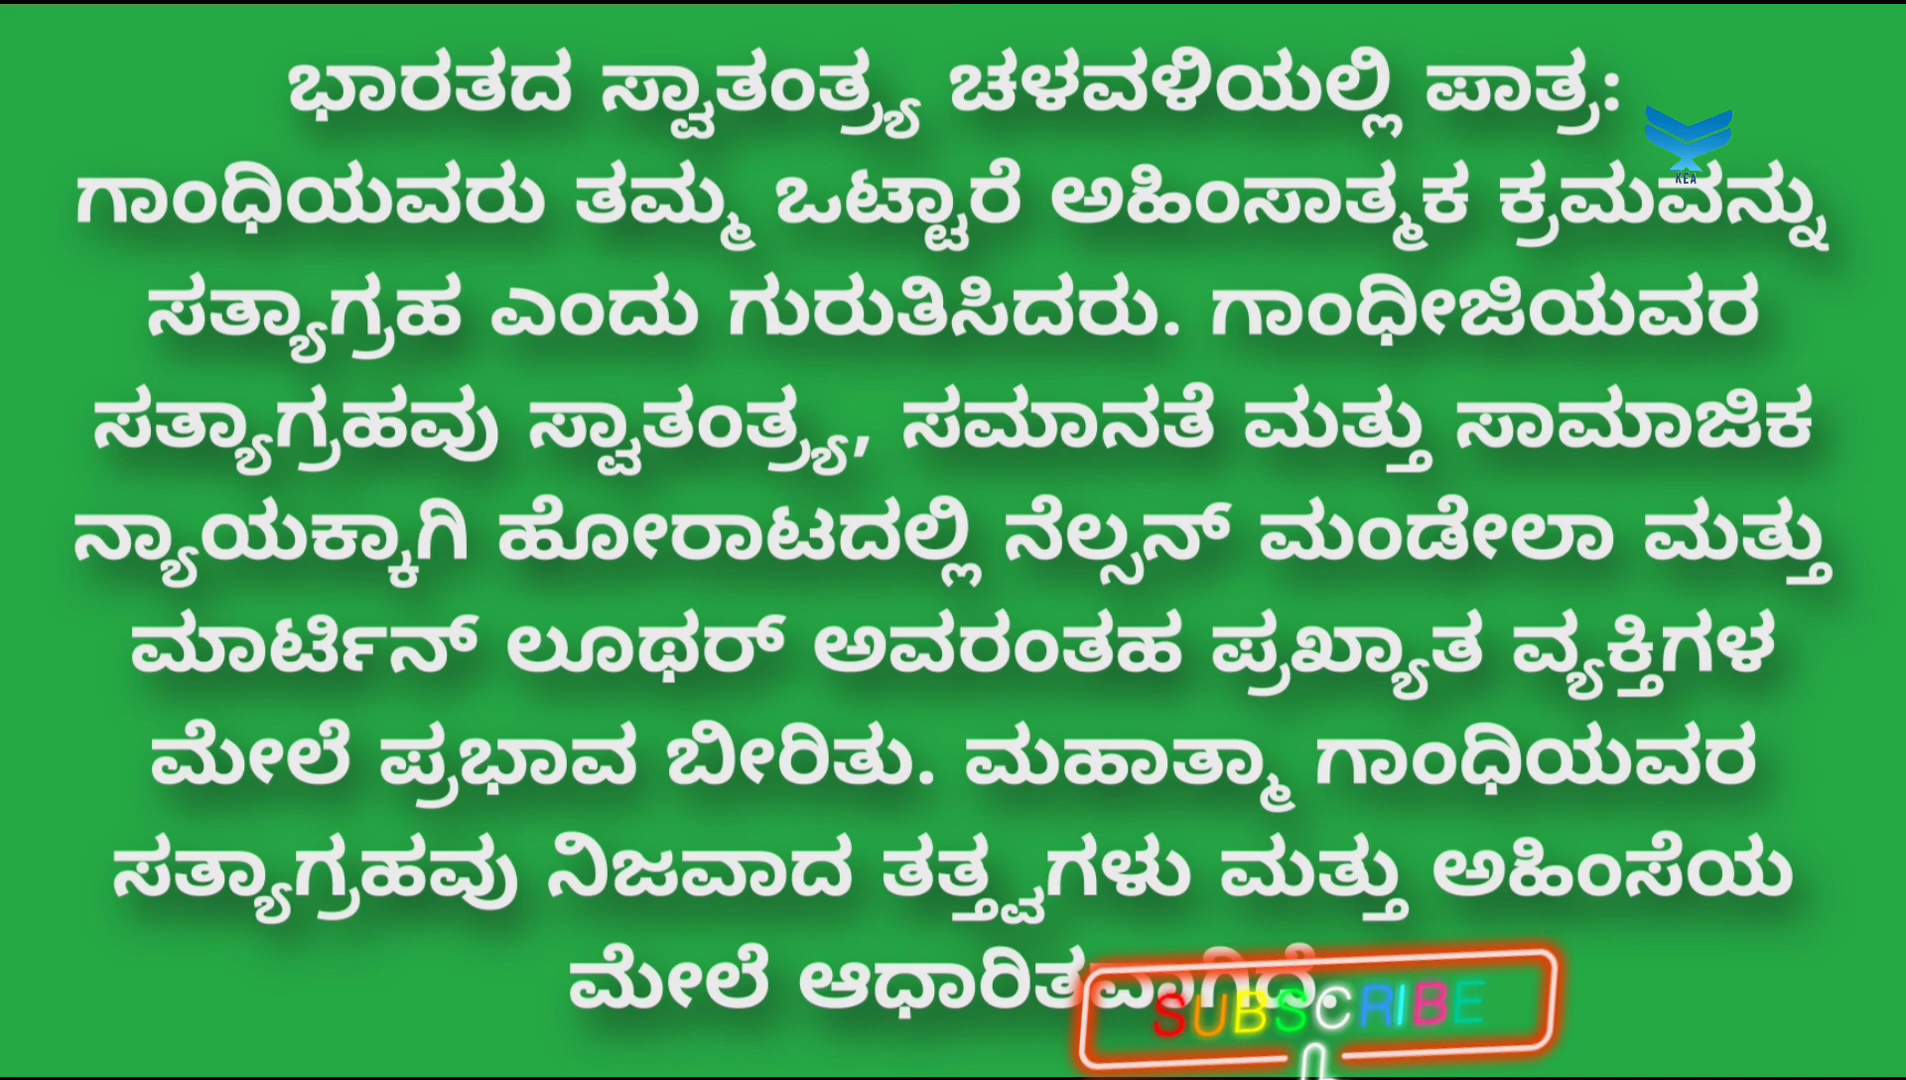 ಭಾರತದ ಸ್ವಾತಂತ್ರ್ಯ ಚಳವಳಿಯಲ್ಲಿ ಪಾತ್ರ:
KEA
ಗಾಂಧಿಯವರು ತಮ್ಮ ಒಟ್ಟಾರೆ ಅಹಿಂಸಾತ್ಮಕ ಕ್ರಮವನ್ನು
ಸತ್ಯಾಗ್ರಹ ಎಂದು ಗುರುತಿಸಿದರು. ಗಾಂಧೀಜಿಯವರ
ಸತ್ಯಾಗ್ರಹವು ಸ್ವಾತಂತ್ರ್ಯ, ಸಮಾನತೆ ಮತ್ತು ಸಾಮಾಜಿಕ
ನ್ಯಾಯಕ್ಕಾಗಿ ಹೋರಾಟದಲ್ಲಿ ನೆಲ್ಸನ್ ಮಂಡೇಲಾ ಮತ್ತು
ಮಾರ್ಟಿನ್ ಲೂಥರ್ ಅವರಂತಹ ಪ್ರಖ್ಯಾತ ವ್ಯಕ್ತಿಗಳ
ಮೇಲೆ ಪ್ರಭಾವ ಬೀರಿತು. ಮಹಾತ್ಮಾ ಗಾಂಧಿಯವರ
ಸತ್ಯಾಗ್ರಹವು ನಿಜವಾದ ತತ್ತ್ವಗಳು ಮತ್ತು ಅಹಿಂಸೆಯ
ಮೇಲೆ ಆಧಾರಿತವಾಗಿದೆ.
SUBSCRIBE